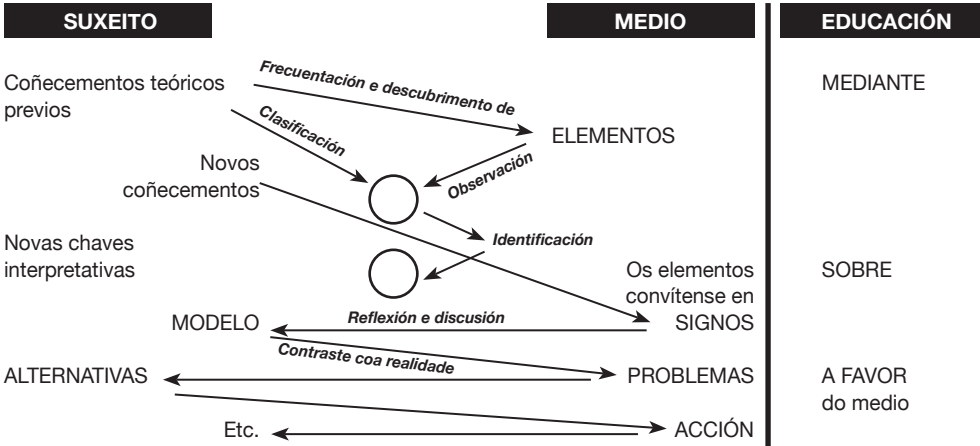 SUXEITO
MEDIO
EDUCACIÓN
Coñecementos teóricos
previos
Frecuentación e descubrimento de
MEDIANTE
Clasificación
ELEMENTOS
Observación
Novos
coñecementos
Identificación
Novas chaves
interpretativas
Os elementos
convítense en
SIGNOS
SOBRE
MODELO
Reflexión e discusión
Contraste coa realidade
ALTERNATIVAS
PROBLEMAS
A FAVOR
do medio
Etc.
ACCIÓN